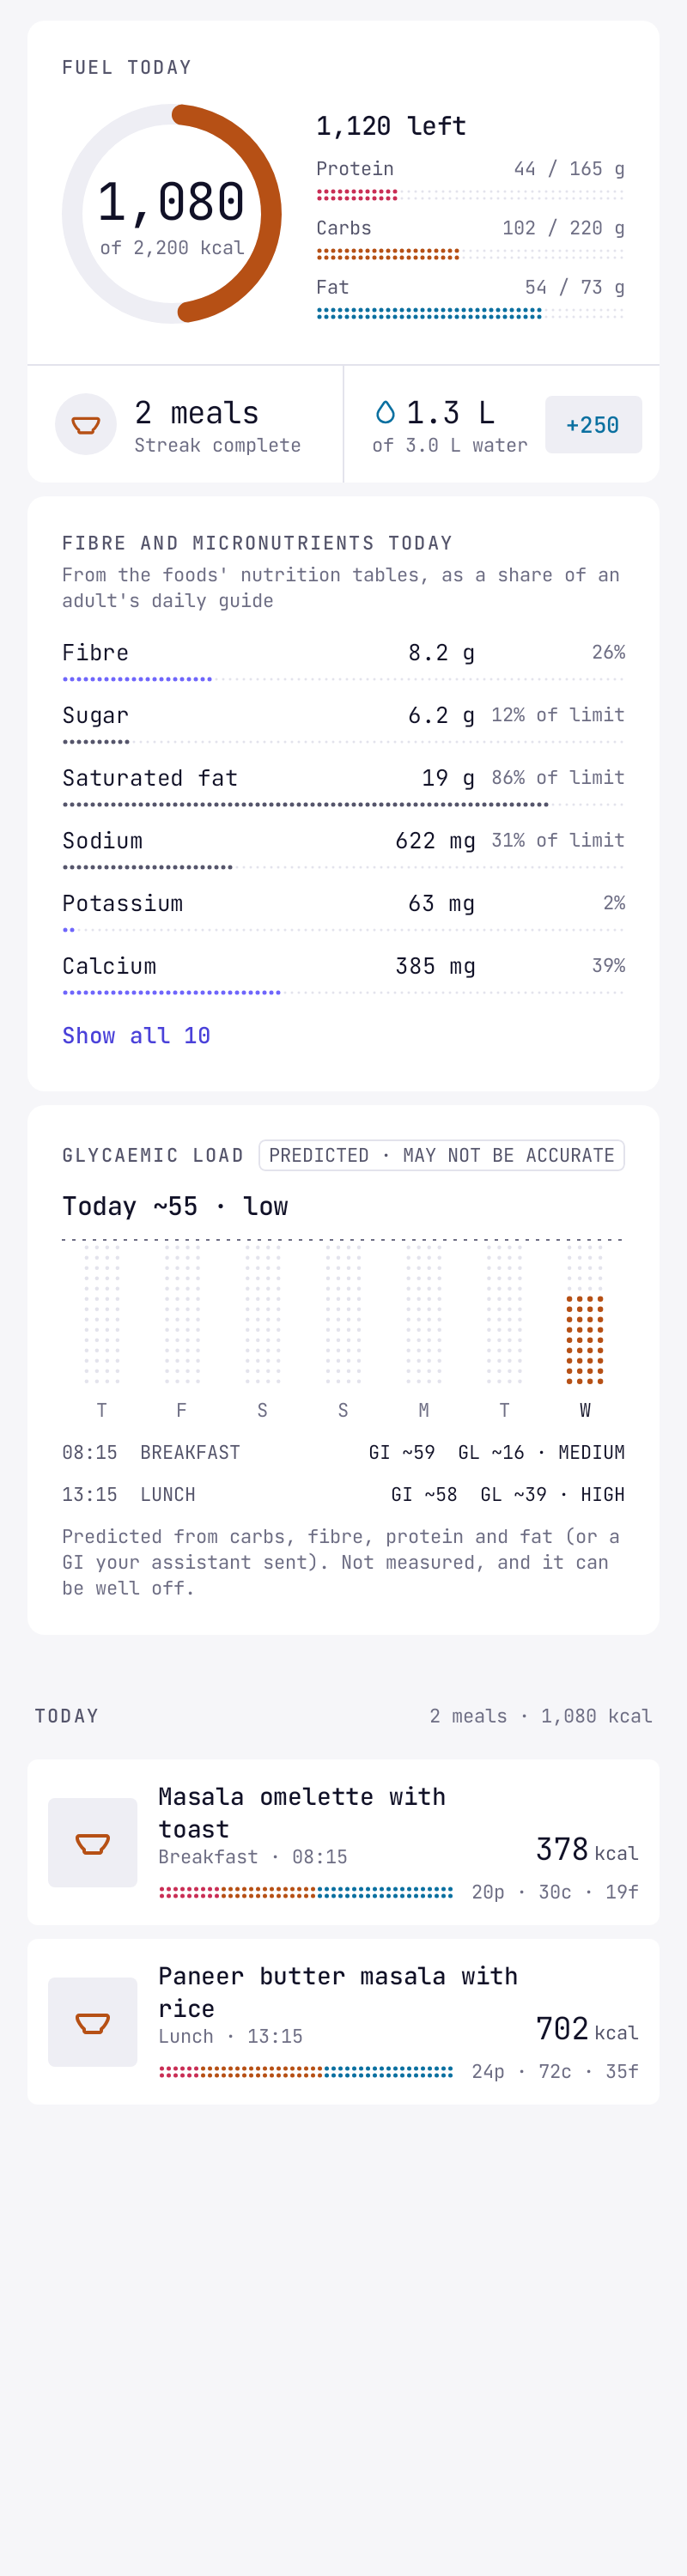 FUEL TODAY
1,080
of 2,200 kcal
1,120 left
Protein 44 / 165 g
Carbs 102 / 220 g
Fat 54 / 73 g
2 meals
Streak complete
1.3 L
of 3.0 L water
+250
FIBRE AND MICRONUTRIENTS TODAY
From the foods' nutrition tables, as a share of an
adult's daily guide
Fibre 8.2 g 26%
Sugar 6.2 g 12% of limit
Saturated fat 19 g 86% of limit
Sodium 622 mg 31% of limit
Potassium 63 mg 2%
Calcium 385 mg 39%
Show all 10
GLYCAEMIC LOAD PREDICTED · MAY NOT BE ACCURATE
Today ~55 · low
T F S S M T W
08:15 BREAKFAST GI ~59 GL ~16 · MEDIUM
13:15 LUNCH GI ~58 GL ~39 · HIGH
Predicted from carbs, fibre, protein and fat (or a
GI your assistant sent). Not measured, and it can
be well off.
TODAY 2 meals · 1,080 kcal
Masala omelette with
toast
Breakfast · 08:15
378 kcal
20p · 30c · 19f
Paneer butter masala with
rice
Lunch · 13:15
702 kcal
24p · 72c · 35f